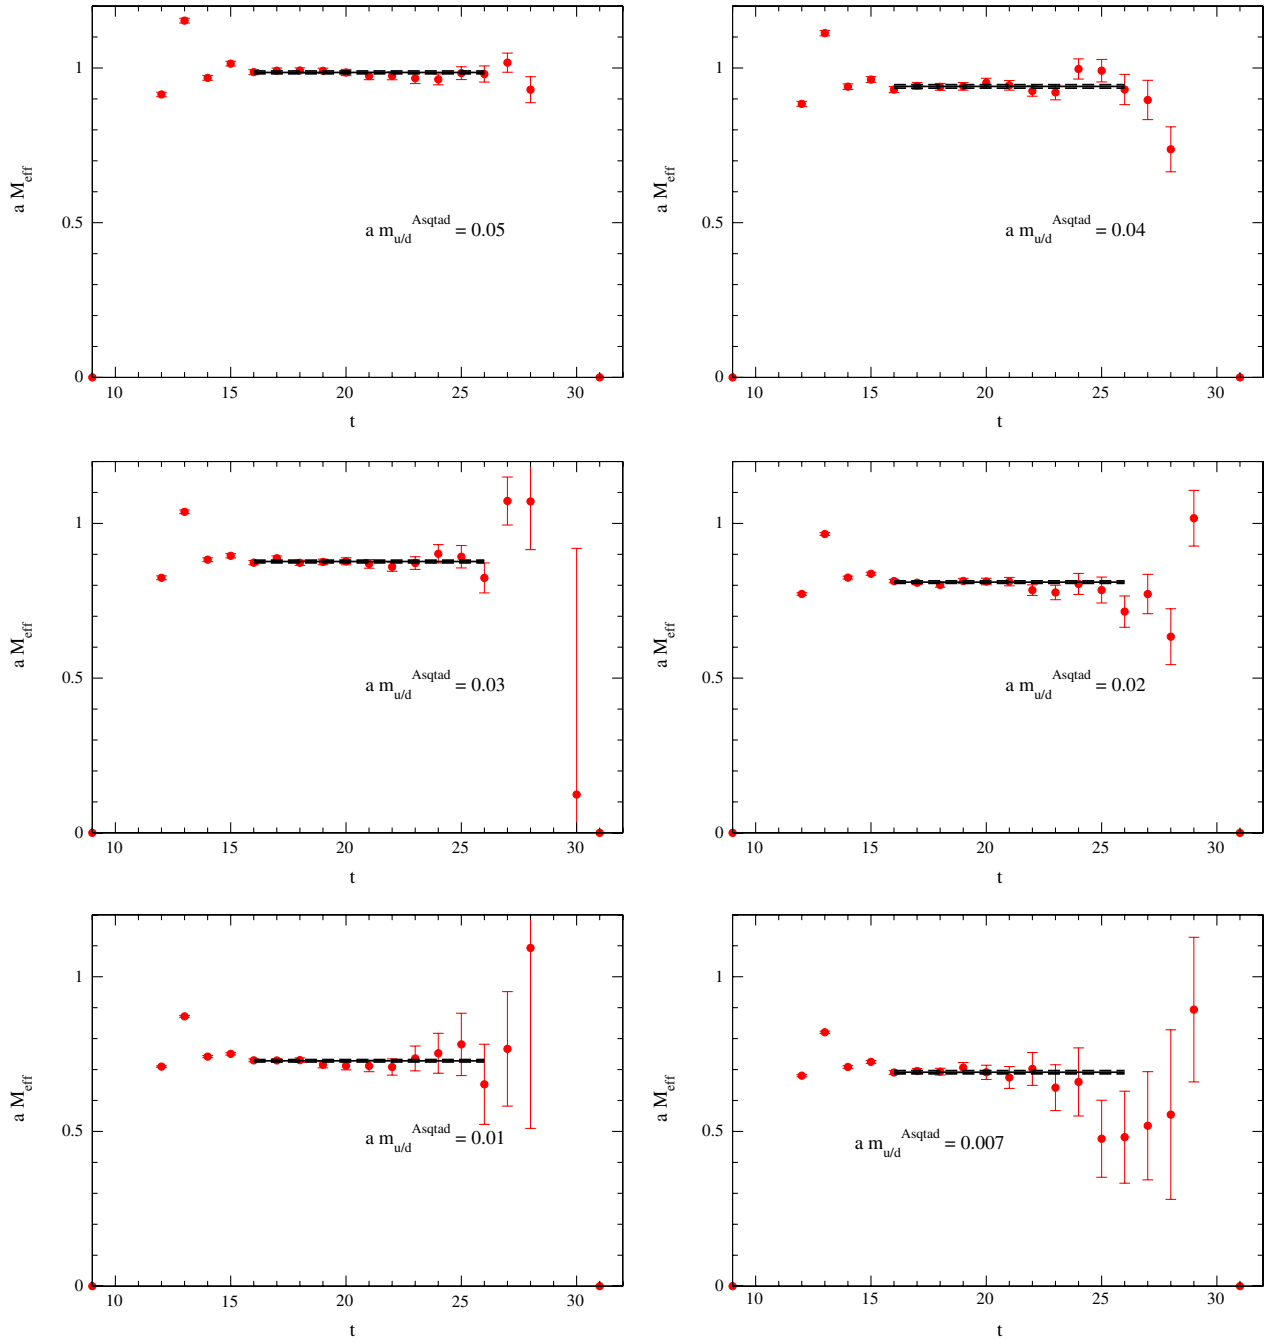 1
0.5
0
a M_eff
a m_u/d^Asqtad = 0.05
10 15 20 25 30
t
1
0.5
0
a M_eff
a m_u/d^Asqtad = 0.04
10 15 20 25 30
t
1
0.5
0
a M_eff
a m_u/d^Asqtad = 0.03
10 15 20 25 30
t
1
0.5
0
a M_eff
a m_u/d^Asqtad = 0.02
10 15 20 25 30
t
1
0.5
0
a M_eff
a m_u/d^Asqtad = 0.01
10 15 20 25 30
t
1
0.5
0
a M_eff
a m_u/d^Asqtad = 0.007
10 15 20 25 30
t